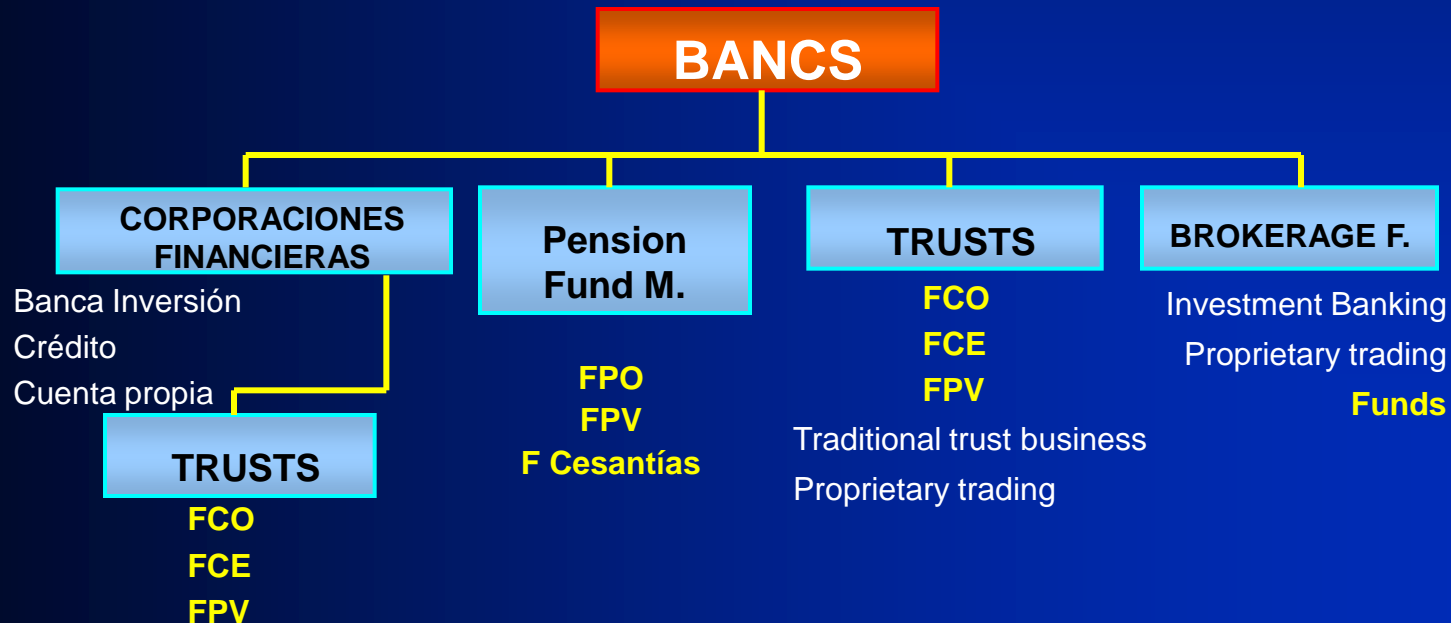 BANCS
CORPORACIONES
FINANCIERAS
Banca Inversión
Crédito
Cuenta propia
TRUSTS
FCO
FCE
FPV
Pension
Fund M.
FPO
FPV
F Cesantías
TRUSTS
FCO
FCE
FPV
Traditional trust business
Proprietary trading
BROKERAGE F.
Investment Banking
Proprietary trading
Funds